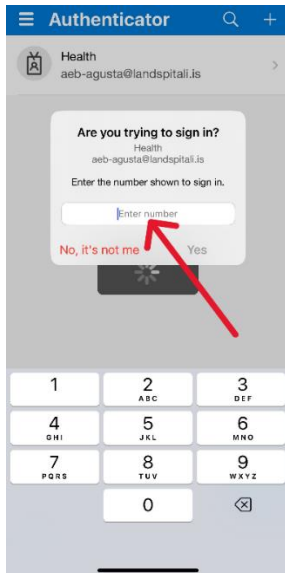 Authenticator
Health
aeb-agusta@landspitali.is
Are you trying to sign in?
Health
aeb-agusta@landspitali.is
Enter the number shown to sign in.
Enter number
No, it's not me
Yes
1
2
ABC
3
DEF
4
GHI
5
JKL
6
MNO
7
PQRS
8
TUV
9
WXYZ
0